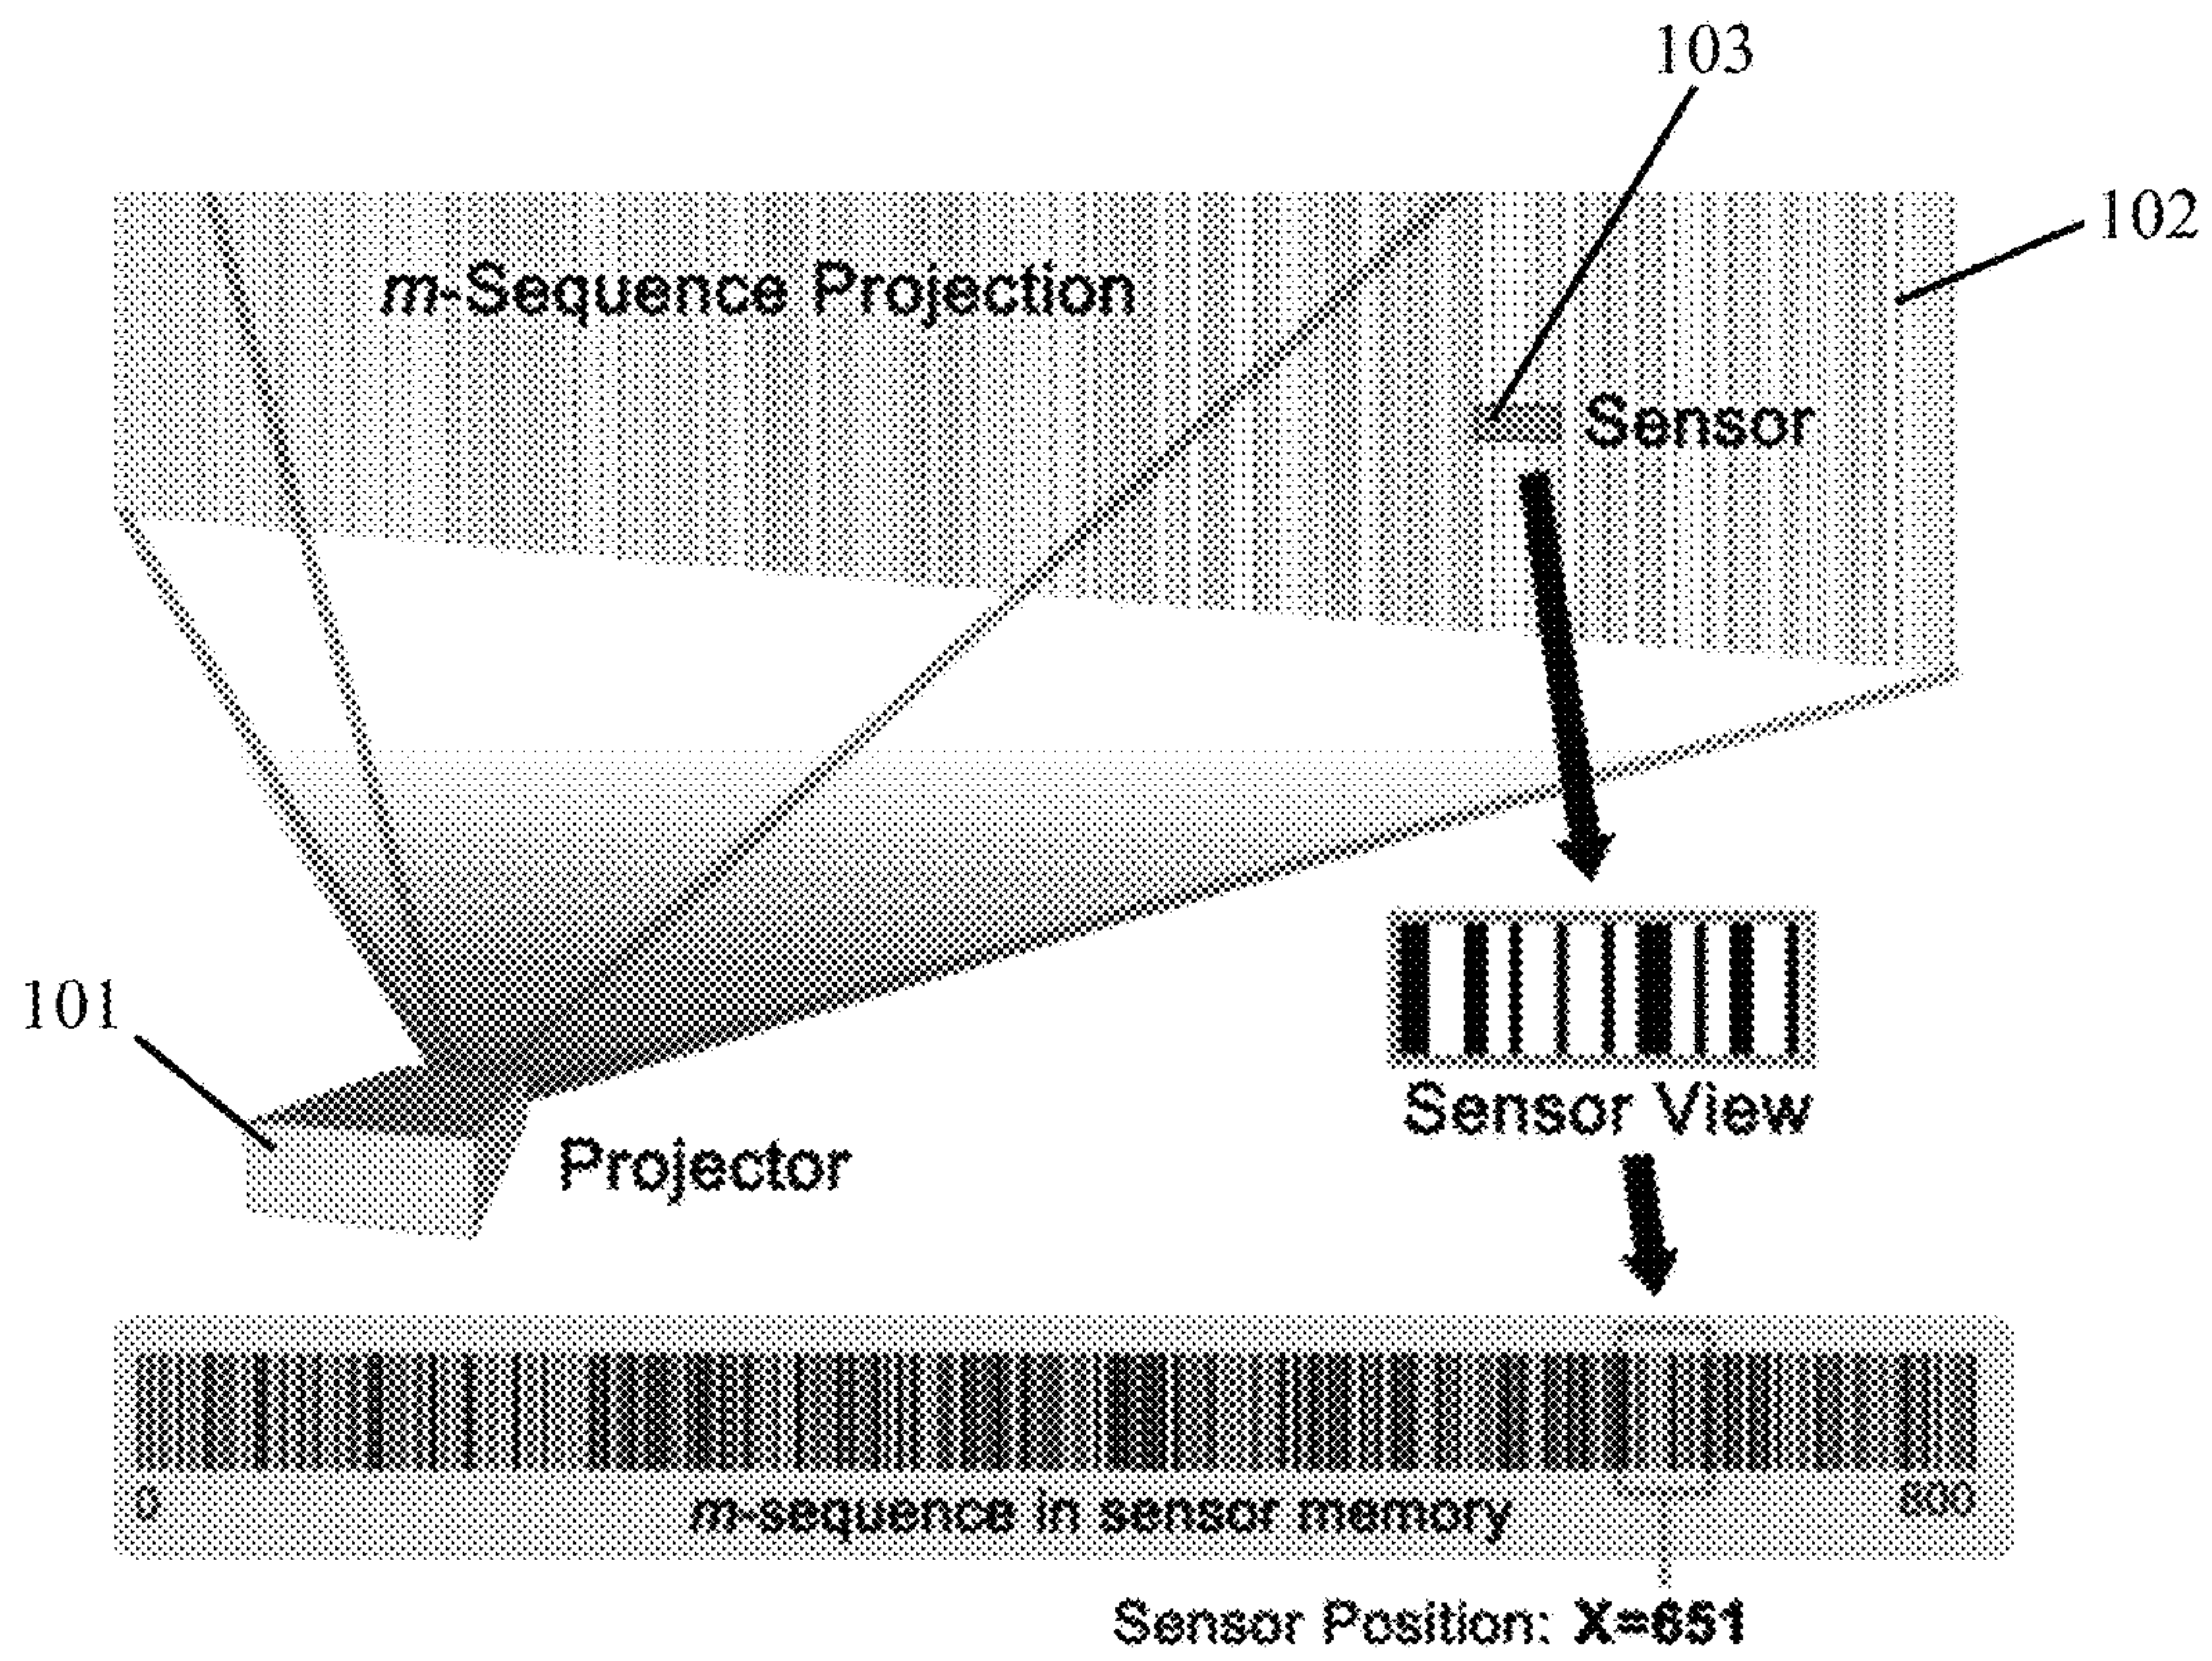 103
102
m-Sequence Projection
Sensor
101
Sensor View
Projector
0
800
m-sequence in sensor memory
Sensor Position: X=651